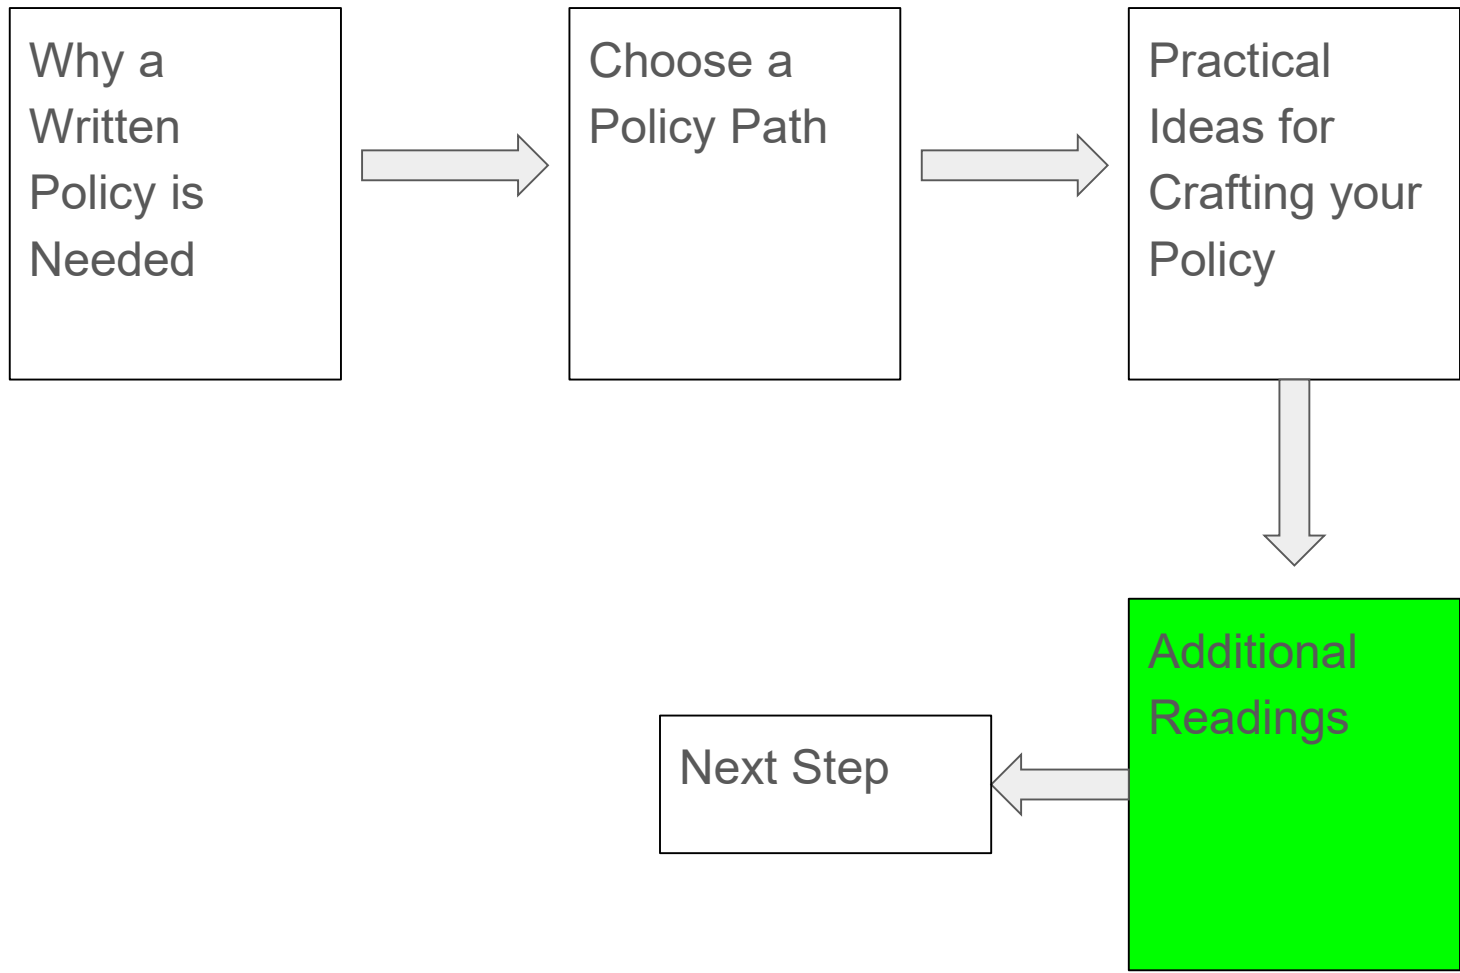 Why a
Written
Policy is
Needed
Choose a
Policy Path
Practical
Ideas for
Crafting your
Policy
Additional
Readings
Next Step